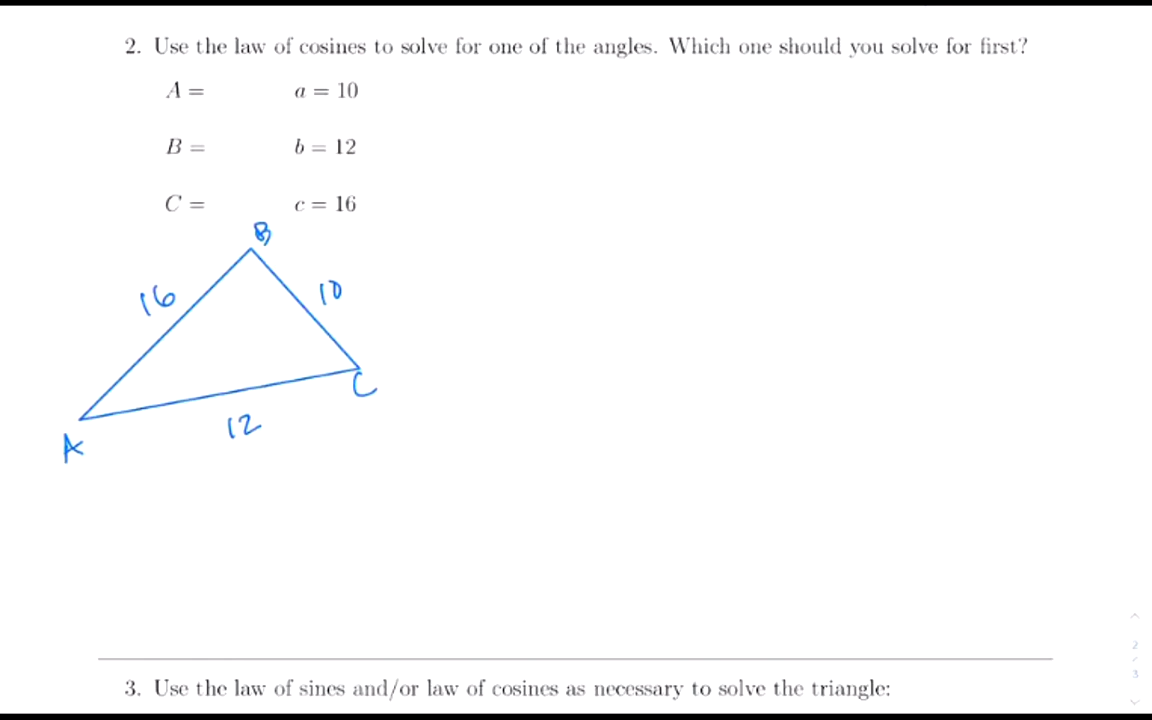 2. Use the law of cosines to solve for one of the angles. Which one should you solve for first?
A =    a = 10
B =    b = 12
C =    c = 16
B
16    10
C
12
A
2
3
3. Use the law of sines and/or law of cosines as necessary to solve the triangle: